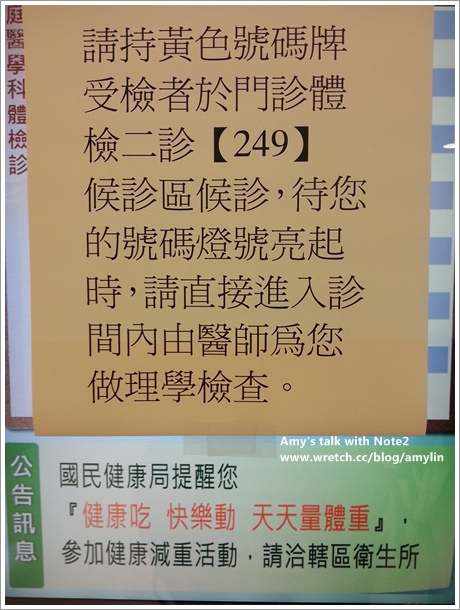 庭醫學科體檢診
請持黃色號碼牌
受檢者於門診體
檢二診【249】
候診區候診，待您
的號碼燈號亮起
時，請直接進入診
間內由醫師為您
做理學檢查。
Amy's talk with Note2
www.wretch.cc/blog/amylin
公告訊息
國民健康局提醒您
『健康吃 快樂動 天天量體重』，
參加健康減重活動，請洽轄區衛生所